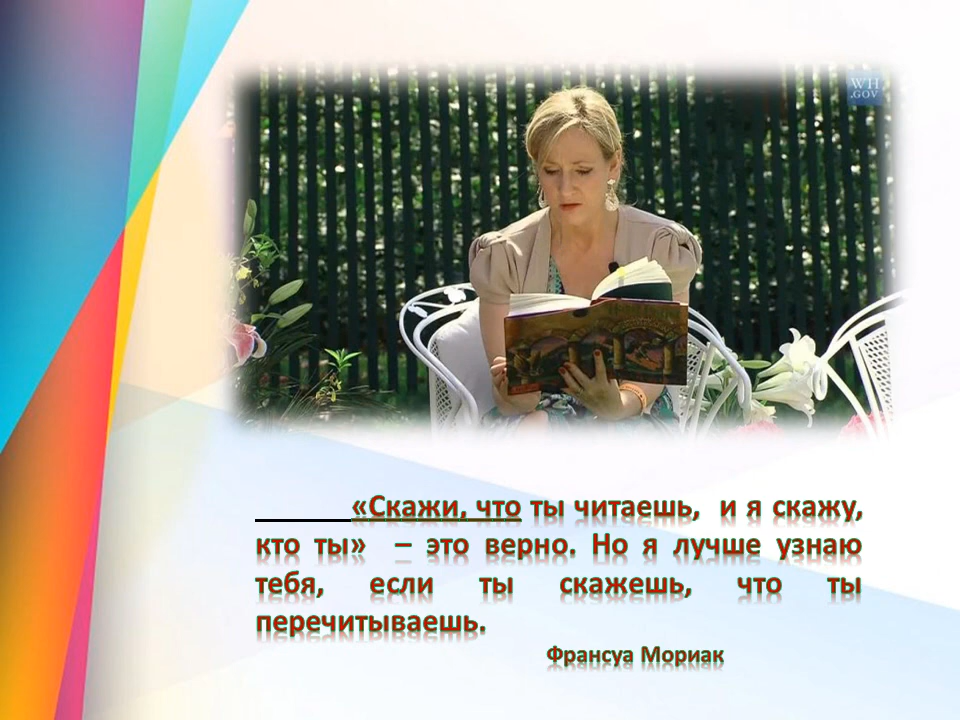 WH
.GOV
«Скажи, что ты читаешь, и я скажу,
кто ты» – это верно. Но я лучше узнаю
тебя, если ты скажешь, что ты
перечитываешь.
Франсуа Мориак